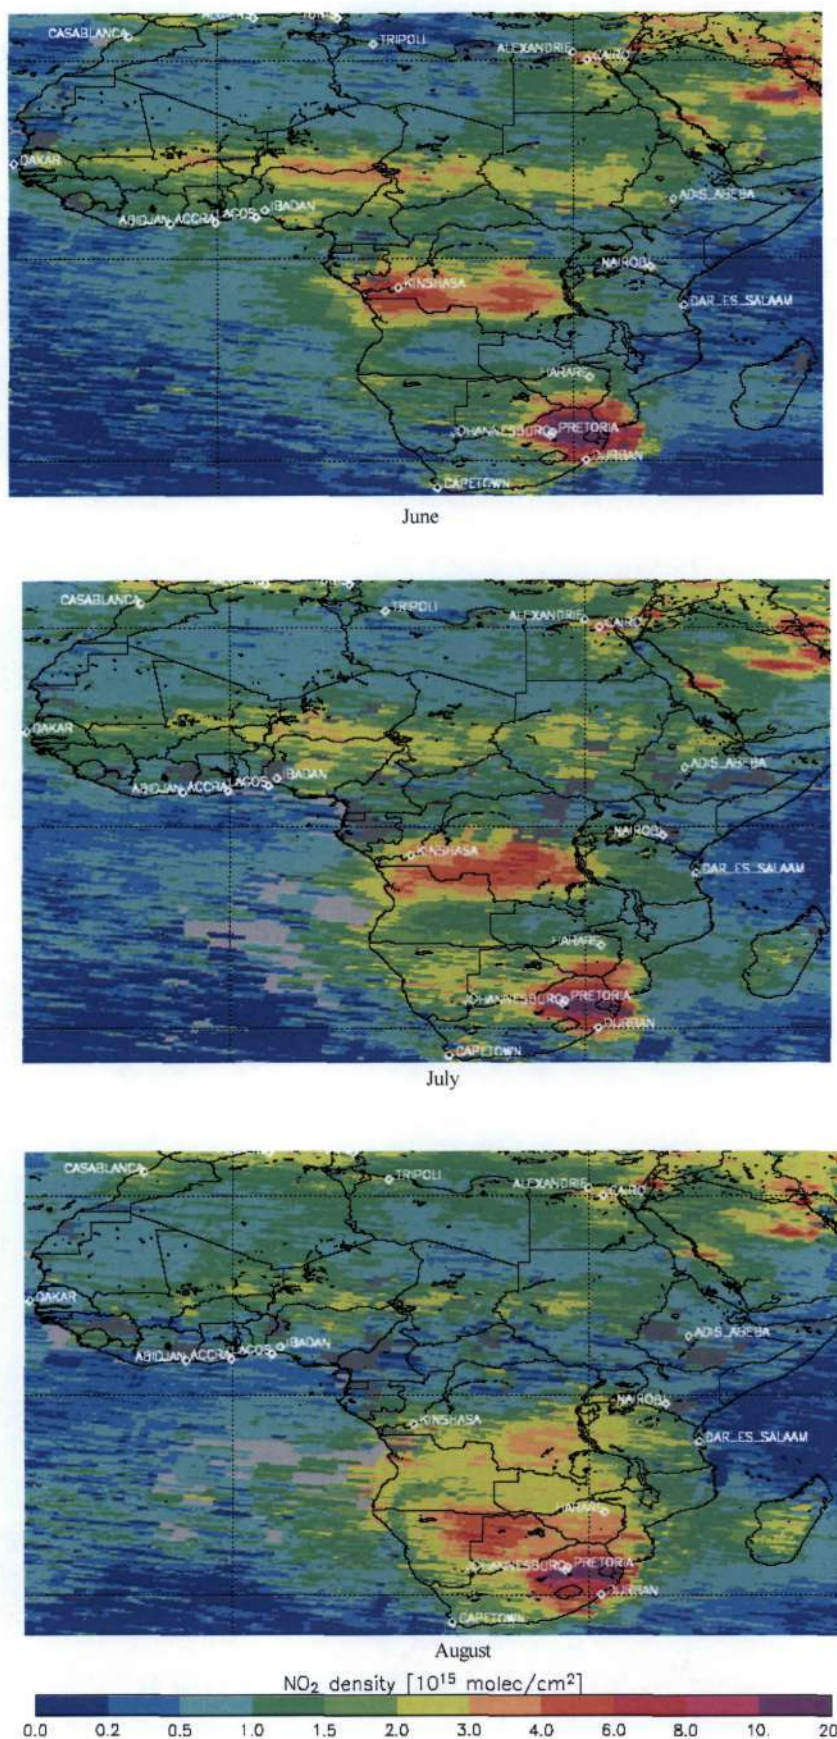 ALGIERS TUNIS
CASABLANCA
TRIPOLI
ALEXANDRIE
CAIRO
DAKAR
ADIS_ABEBA
IBADAN
ABIDJAN ACCRA LAGOS
NAIROBI
KINSHASA
DAR_ES_SALAAM
HARARE
JOHANNESBURG PRETORIA
DURBAN
CAPETOWN
June
CASABLANCA
TRIPOLI
ALEXANDRIE
CAIRO
DAKAR
ADIS_ABEBA
IBADAN
ABIDJAN ACCRA LAGOS
NAIROBI
KINSHASA
DAR_ES_SALAAM
HARARE
JOHANNESBURG PRETORIA
DURBAN
CAPETOWN
July
CASABLANCA
TRIPOLI
ALEXANDRIE
CAIRO
DAKAR
ADIS_ABEBA
IBADAN
ABIDJAN ACCRA LAGOS
NAIROBI
KINSHASA
DAR_ES_SALAAM
HARARE
JOHANNESBURG PRETORIA
DURBAN
CAPETOWN
August
NO₂ density [10¹⁵ molec/cm²]
0.0 0.2 0.5 1.0 1.5 2.0 3.0 4.0 6.0 8.0 10. 20